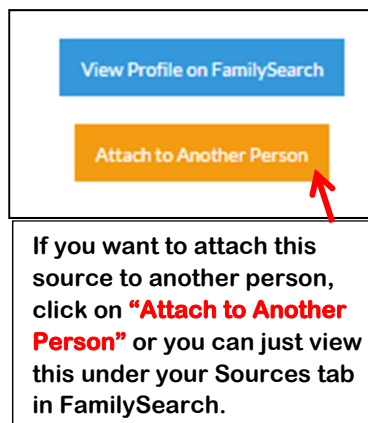 View Profile on FamilySearch
Attach to Another Person
If you want to attach this
source to another person,
click on “Attach to Another
Person” or you can just view
this under your Sources tab
in FamilySearch.